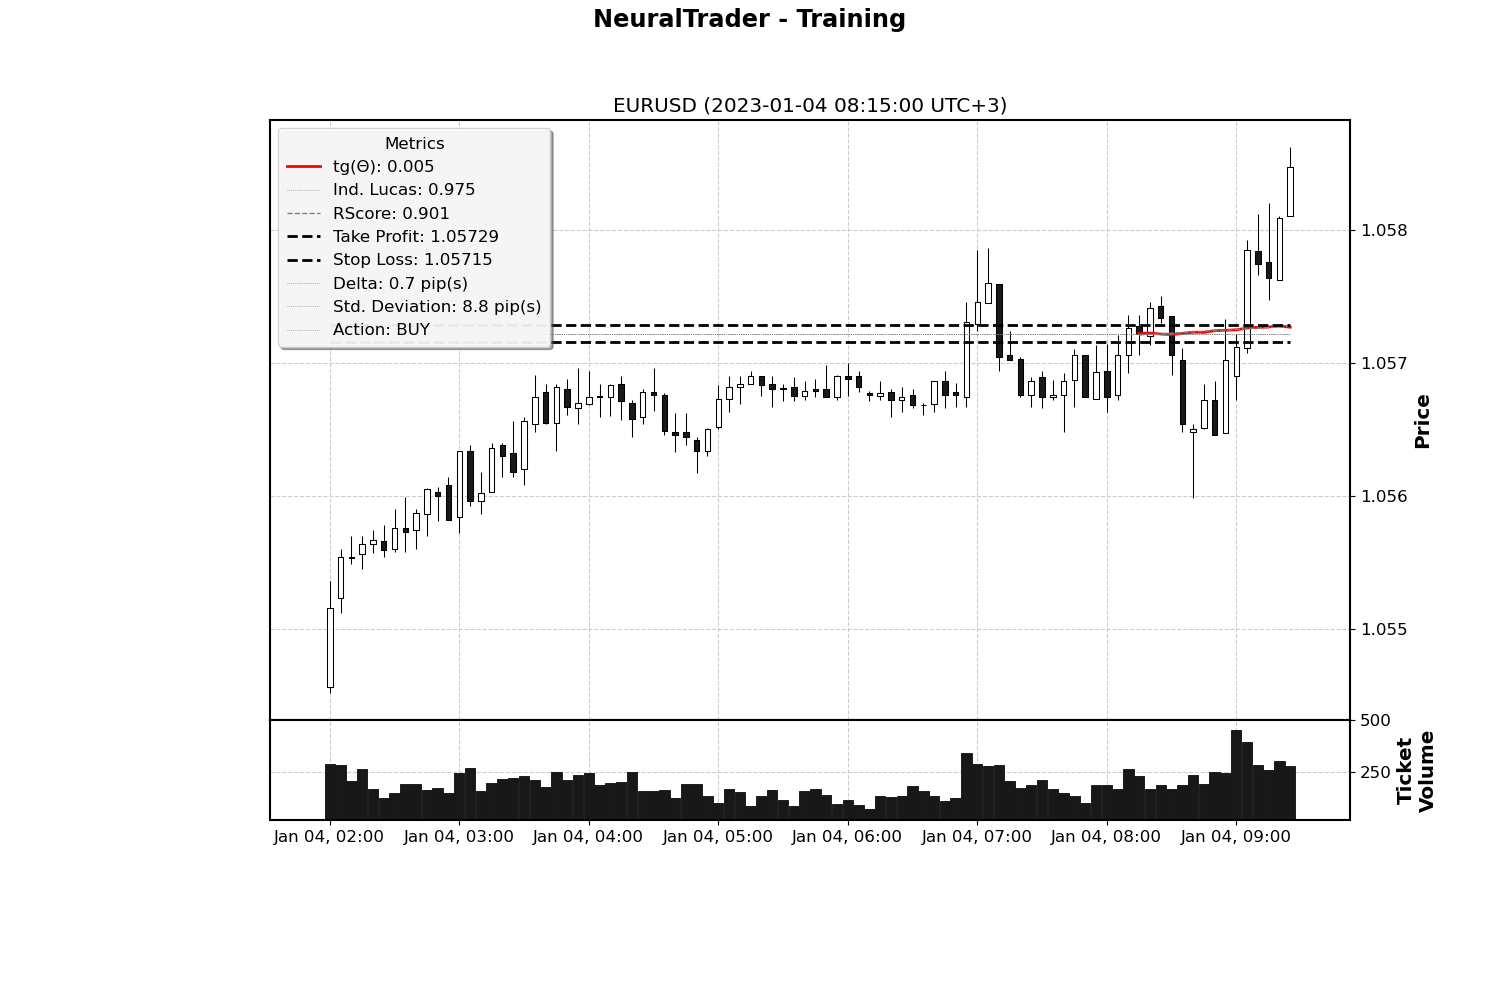 NeuralTrader - Training
EURUSD (2023-01-04 08:15:00 UTC+3)
Metrics
tg(Θ): 0.005
Ind. Lucas: 0.975
RScore: 0.901
Take Profit: 1.05729
Stop Loss: 1.05715
Delta: 0.7 pip(s)
Std. Deviation: 8.8 pip(s)
Action: BUY
1.058
1.057
1.056
1.055
Price
500
250
Ticket
Volume
Jan 04, 02:00
Jan 04, 03:00
Jan 04, 04:00
Jan 04, 05:00
Jan 04, 06:00
Jan 04, 07:00
Jan 04, 08:00
Jan 04, 09:00